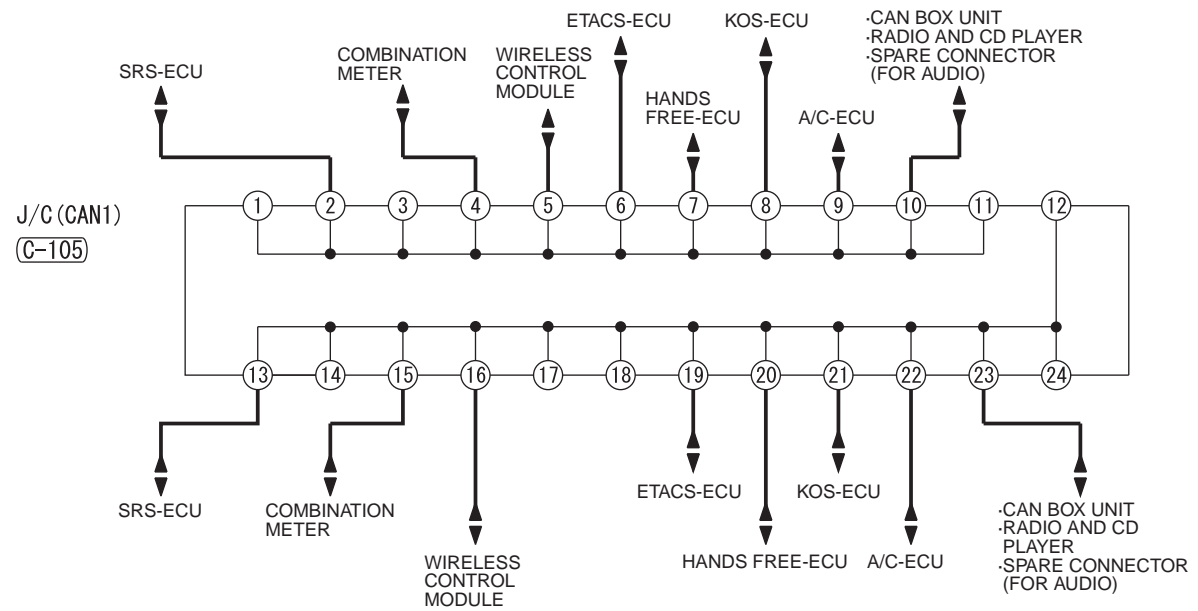 ETACS-ECU
KOS-ECU
·CAN BOX UNIT
·RADIO AND CD PLAYER
·SPARE CONNECTOR
(FOR AUDIO)
SRS-ECU
COMBINATION
METER
WIRELESS
CONTROL
MODULE
HANDS
FREE-ECU
A/C-ECU
J/C(CAN1)
C-105
1 2 3 4 5 6 7 8 9 10 11 12
13 14 15 16 17 18 19 20 21 22 23 24
SRS-ECU
COMBINATION
METER
WIRELESS
CONTROL
MODULE
ETACS-ECU
HANDS FREE-ECU
KOS-ECU
A/C-ECU
·CAN BOX UNIT
·RADIO AND CD
PLAYER
·SPARE CONNECTOR
(FOR AUDIO)